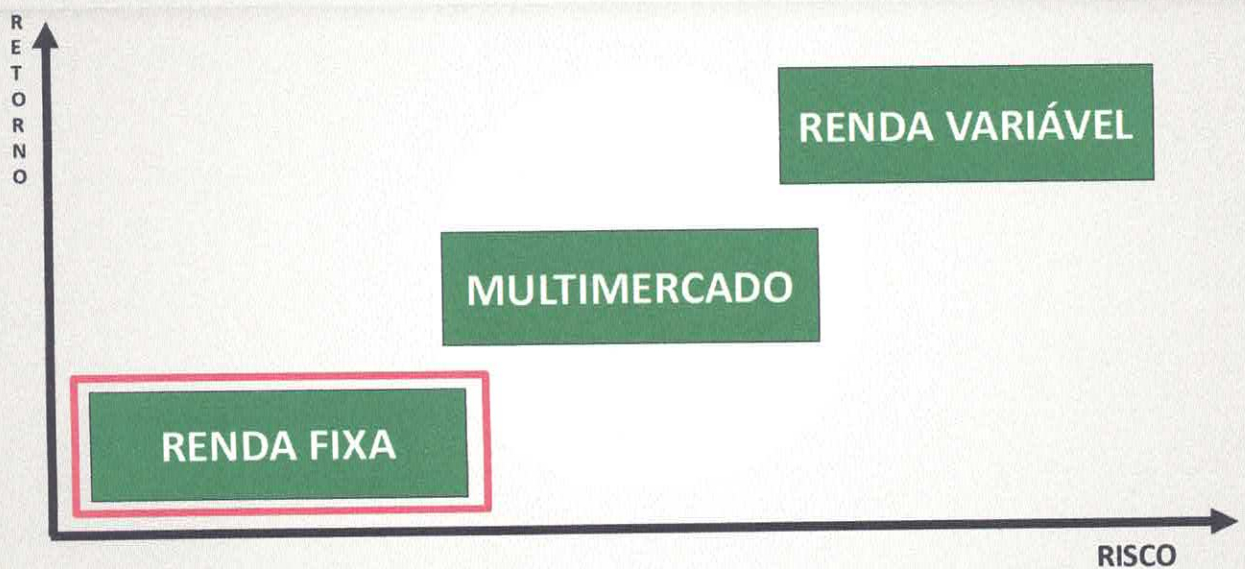 RETORNO
RENDA VARIÁVEL
MULTIMERCADO
RENDA FIXA
RISCO